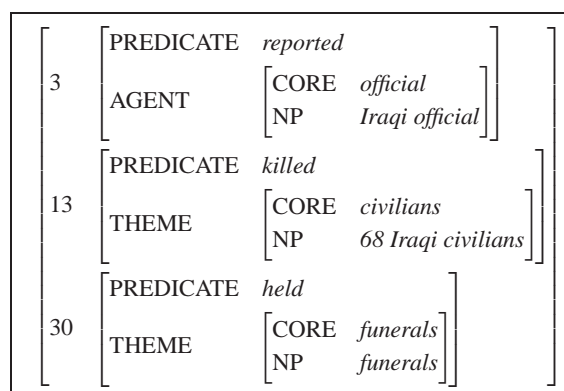 PREDICATE reported
3
AGENT
CORE official
NP Iraqi official
PREDICATE killed
13
THEME
CORE civilians
NP 68 Iraqi civilians
PREDICATE held
30
THEME
CORE funerals
NP funerals